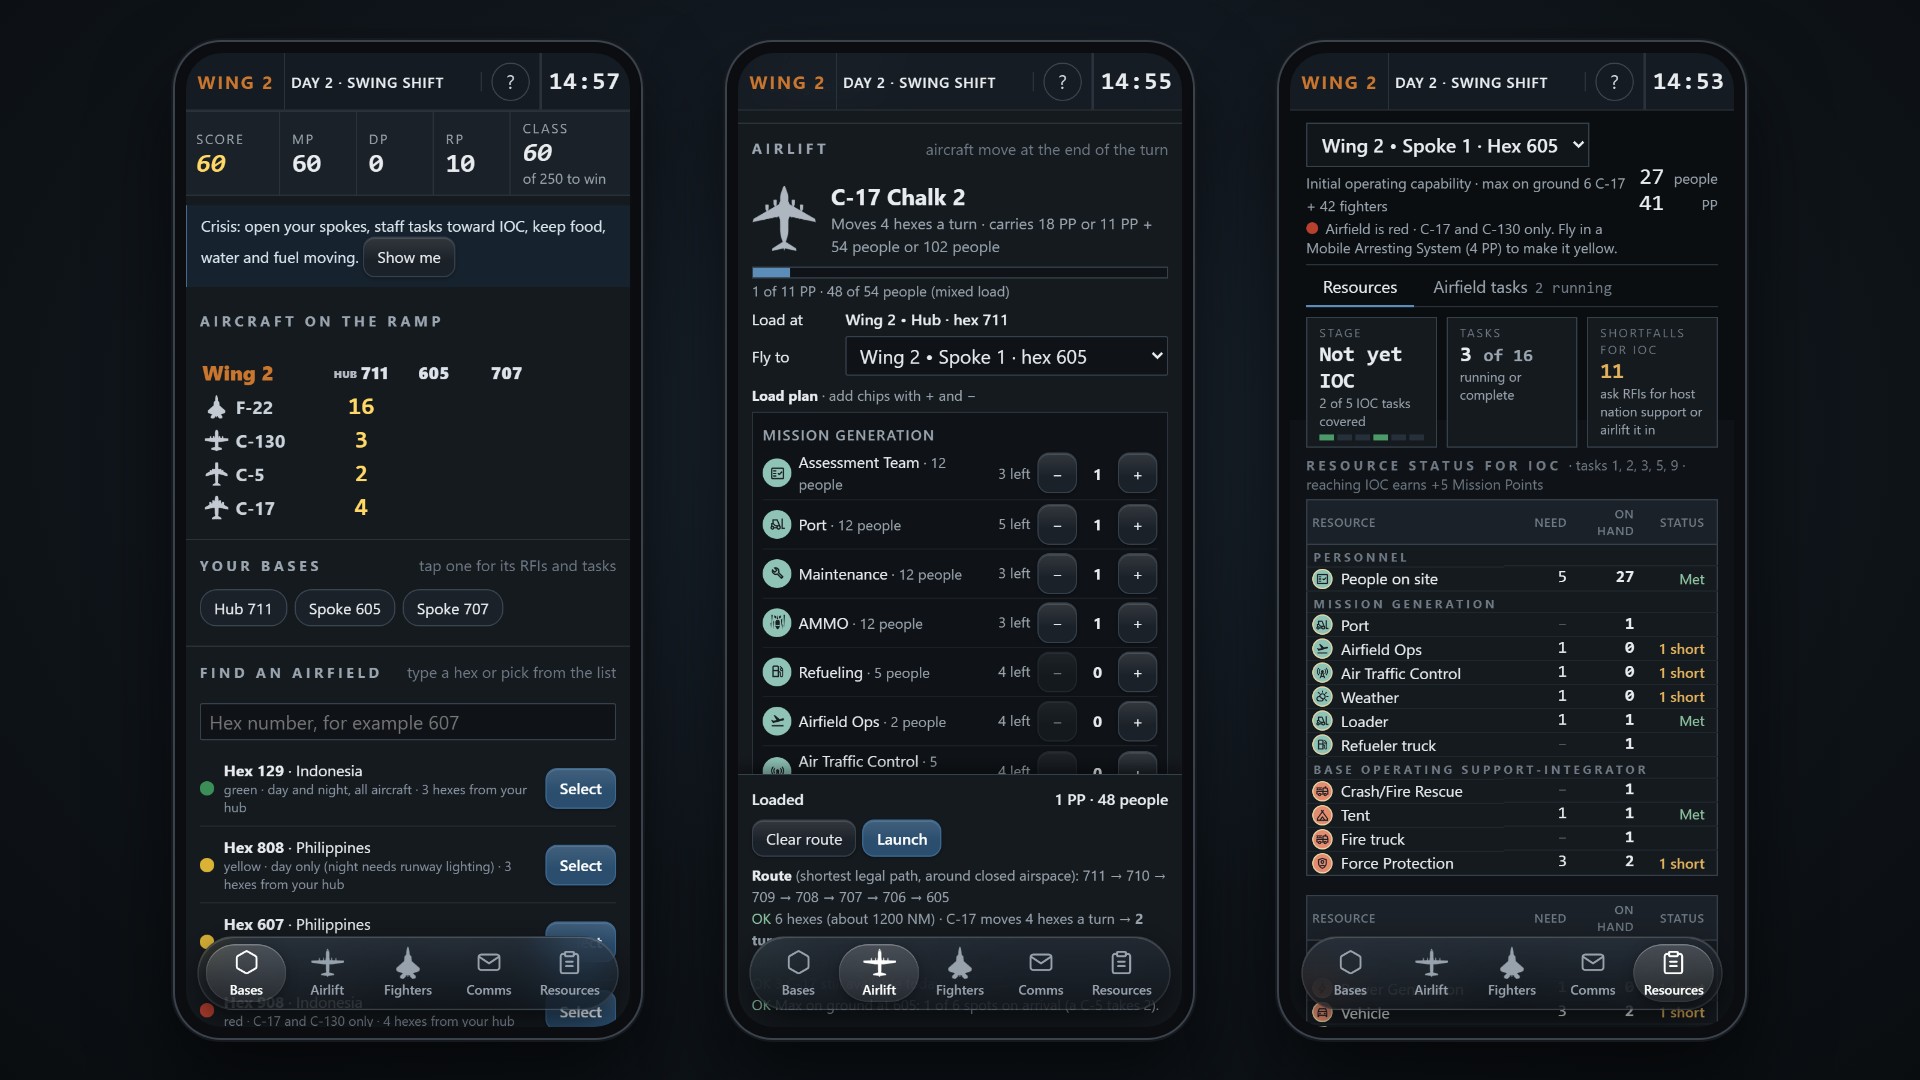 WING 2
DAY 2 · SWING SHIFT
?
14:57
SCORE
60
MP
60
DP
0
RP
10
CLASS
60
of 250 to win
Crisis: open your spokes, staff tasks toward IOC, keep food,
water and fuel moving.
Show me
AIRCRAFT ON THE RAMP
Wing 2 HUB 711 605 707
F-22 16
C-130 3
C-5 2
C-17 4
YOUR BASES
tap one for its RFIs and tasks
Hub 711
Spoke 605
Spoke 707
FIND AN AIRFIELD
type a hex or pick from the list
Hex number, for example 607
Hex 129 · Indonesia
green · day and night, all aircraft · 3 hexes from your
hub
Select
Hex 808 · Philippines
yellow · day only (night needs runway lighting) · 3
hexes from your hub
Select
Hex 607 · Philippines
Hex 908 · Indonesia
red · C-17 and C-130 only · 4 hexes from your hub
Select
Bases
Airlift
Fighters
Comms
Resources
WING 2
DAY 2 · SWING SHIFT
?
14:55
AIRLIFT
aircraft move at the end of the turn
C-17 Chalk 2
Moves 4 hexes a turn · carries 18 PP or 11 PP +
54 people or 102 people
1 of 11 PP · 48 of 54 people (mixed load)
Load at Wing 2 • Hub · hex 711
Fly to Wing 2 • Spoke 1 · hex 605
Load plan · add chips with + and −
MISSION GENERATION
Assessment Team · 12
people
3 left − 1 +
Port · 12 people 5 left − 1 +
Maintenance · 12 people 3 left − 1 +
AMMO · 12 people 3 left − 1 +
Refueling · 5 people 4 left − 0 +
Airfield Ops · 2 people 4 left − 0 +
Air Traffic Control · 5
4 left 0 +
Loaded 1 PP · 48 people
Clear route
Launch
Route (shortest legal path, around closed airspace): 711 → 710 →
709 → 708 → 707 → 706 → 605
OK 6 hexes (about 1200 NM) · C-17 moves 4 hexes a turn → 2
OK Max on ground at 605: 1 of 6 spots on arrival (a C-5 takes 2).
Bases
Airlift
Fighters
Comms
Resources
WING 2
DAY 2 · SWING SHIFT
?
14:53
Wing 2 • Spoke 1 · Hex 605
Initial operating capability · max on ground 6 C-17
+ 42 fighters
27 people
41 PP
Airfield is red · C-17 and C-130 only. Fly in a
Mobile Arresting System (4 PP) to make it yellow.
Resources
Airfield tasks 2 running
STAGE
Not yet
IOC
2 of 5 IOC tasks
covered
TASKS
3 of 16
running or
complete
SHORTFALLS
FOR IOC
11
ask RFIs for host
nation support or
airlift it in
RESOURCE STATUS FOR IOC · tasks 1, 2, 3, 5, 9 ·
reaching IOC earns +5 Mission Points
RESOURCE NEED ON HAND STATUS
PERSONNEL
People on site 5 27 Met
MISSION GENERATION
Port – 1
Airfield Ops 1 0 1 short
Air Traffic Control 1 0 1 short
Weather 1 0 1 short
Loader 1 1 Met
Refueler truck – 1
BASE OPERATING SUPPORT-INTEGRATOR
Crash/Fire Rescue – 1
Tent 1 1 Met
Fire truck – 1
Force Protection 3 2 1 short
RESOURCE NEED ON HAND STATUS
Vehicle 3 2 1 short
Bases
Airlift
Fighters
Comms
Resources